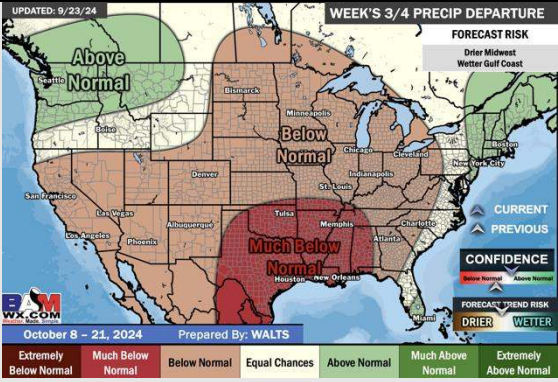 UPDATED: 9/23/24
WEEK'S 3/4 PRECIP DEPARTURE
FORECAST RISK
Drier Midwest
Wetter Gulf Coast
Above
Normal
Seattle
Boise
Bismarck
Minneapolis
Below
Normal
Chicago
Cleveland
Boston
New York City
Denver
Indianapolis
St. Louis
San Francisco
Las Vegas
Los Angeles
Phoenix
Albuquerque
Tulsa
Memphis
Charlotte
Atlanta
Much Below
Normal
Houston
New Orleans
Miami
CURRENT
PREVIOUS
CONFIDENCE
Below Normal
Above Normal
FORECAST TREND RISK
DRIER
WETTER
BAM
WX.COM
Weather. Made. Simple.
October 8 – 21, 2024
Prepared By: WALTS
Extremely
Below Normal
Much Below
Normal
Below Normal
Equal Chances
Above Normal
Much Above
Normal
Extremely
Above Normal